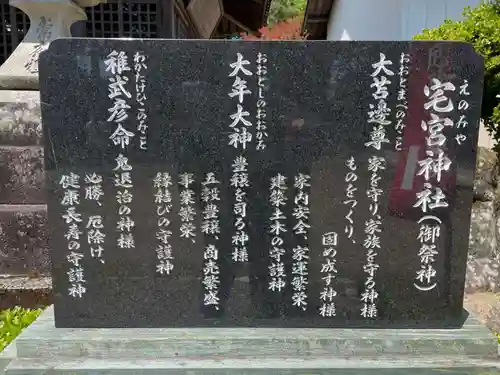 えのみや
宅宮神社（御祭神）
おおとまべのみこと
大苫邊尊
家を守り、家族を守る神様
ものをつくり、
固め成す神様
家内安全、家運繁栄、
建築・土木の守護神
おおとしのおおかみ
大年大神
豊穣を司る神様
五穀豊穣、商売繁盛、
事業繁栄、
縁結びの守護神
わかたけひこのみこと
稚武彦命
鬼退治の神様
必勝、厄除け、
健康長寿の守護神